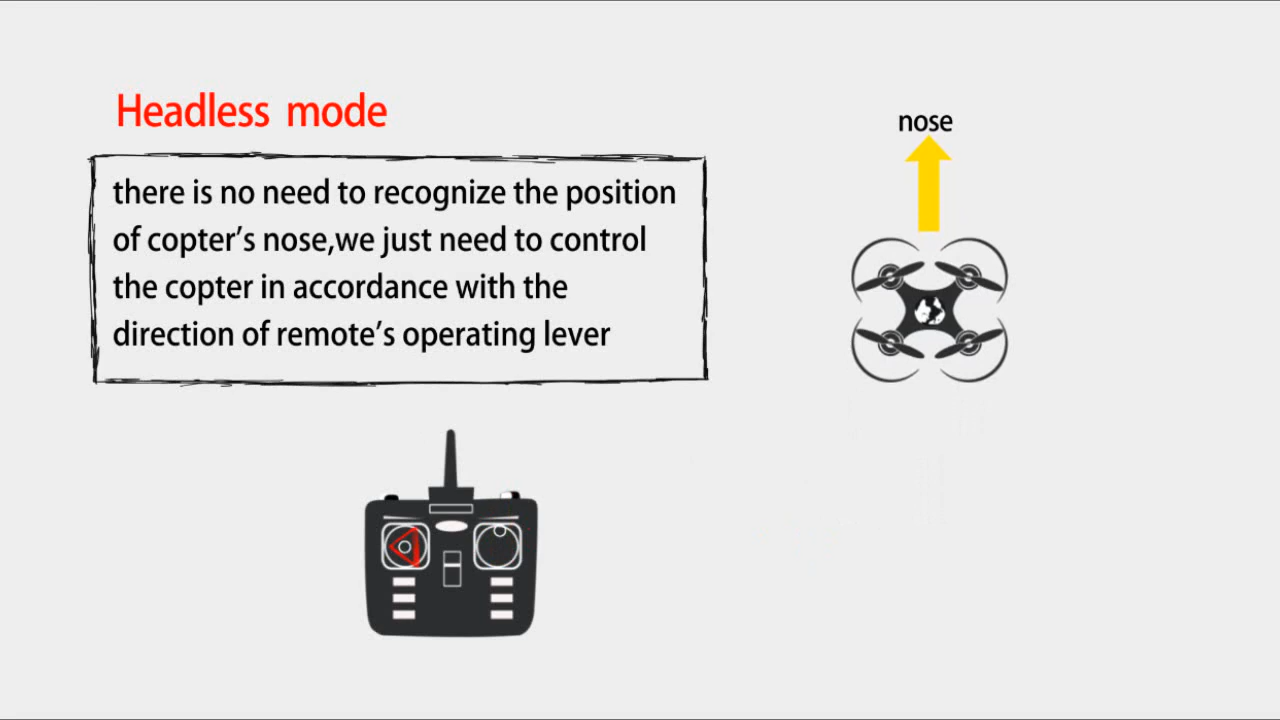 Headless mode
nose
there is no need to recognize the position
of copter's nose,we just need to control
the copter in accordance with the
direction of remote's operating lever